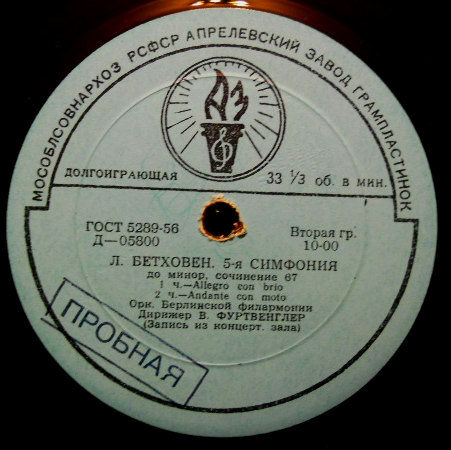 МОСОБЛСОВНАРХОЗ РСФСР АПРЕЛЕВСКИЙ ЗАВОД ГРАМПЛАСТИНОК
АЗ
ДОЛГОИГРАЮЩАЯ 33 1/3 об. в мин.
ГОСТ 5289-56 Вторая гр.
Д—05800 10-00
Л. БЕТХОВЕН. 5-я СИМФОНИЯ
до минор, сочинение 67
1 ч.—Allegro con brio
2 ч.—Andante con moto
Орк. Берлинской филармонии
Дирижер В. ФУРТВЕНГЛЕР
(Запись из концерт. зала)
ПРОБНАЯ